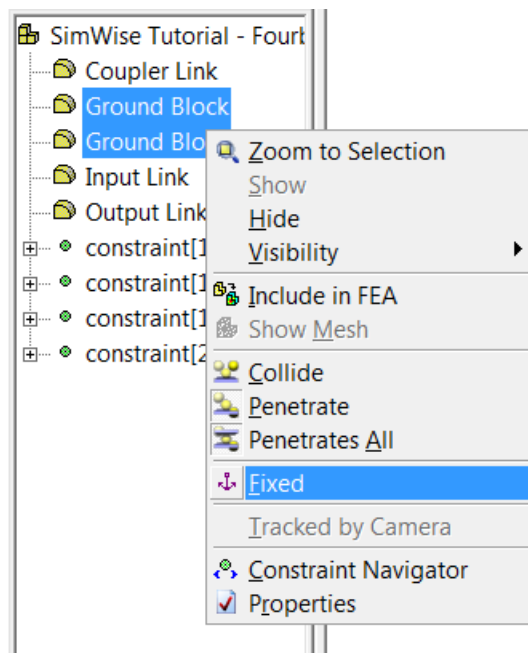 SimWise Tutorial - Fourb
Coupler Link
Ground Block
Ground Blo
Input Link
Output Link
constraint[1
constraint[1
constraint[1
constraint[2
Zoom to Selection
Show
Hide
Visibility
Include in FEA
Show Mesh
Collide
Penetrate
Penetrates All
Fixed
Tracked by Camera
Constraint Navigator
Properties